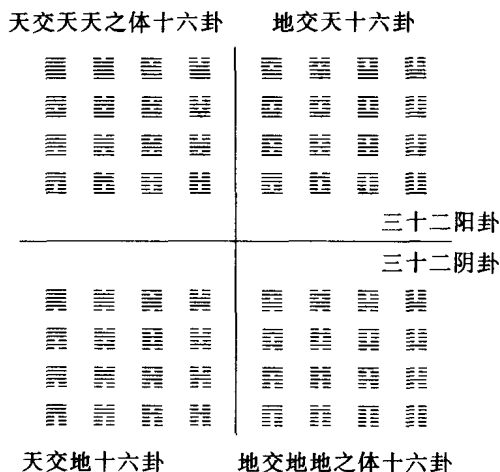 天交天天之体十六卦
地交天十六卦
三十二阳卦
三十二阴卦
天交地十六卦
地交地地之体十六卦